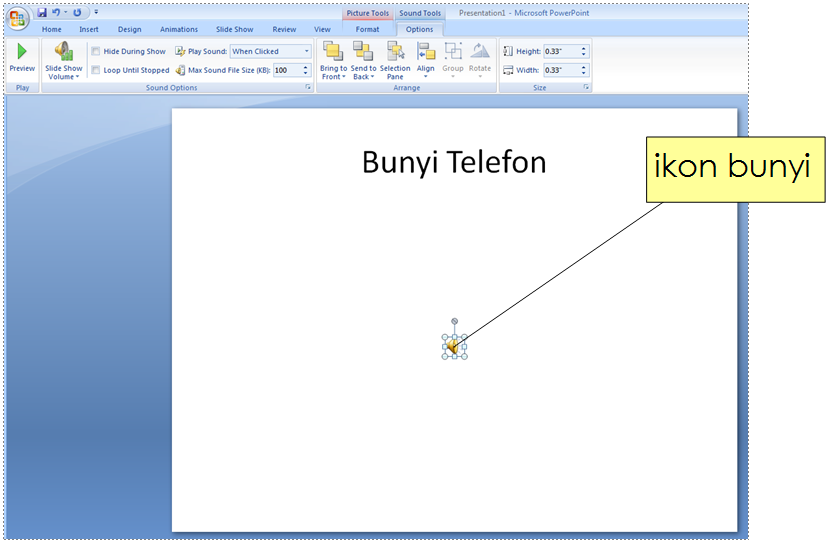 Picture Tools Sound Tools Presentation1 - Microsoft PowerPoint
Home Insert Design Animations Slide Show Review View Format Options
Preview
Slide Show
Volume
Hide During Show
Loop Until Stopped
Play Sound: When Clicked
Max Sound File Size (KB): 100
Bring to
Front
Send to
Back
Selection
Pane
Align
Group
Rotate
Height: 0.33"
Width: 0.33"
Play Sound Options Arrange Size
Bunyi Telefon
ikon bunyi